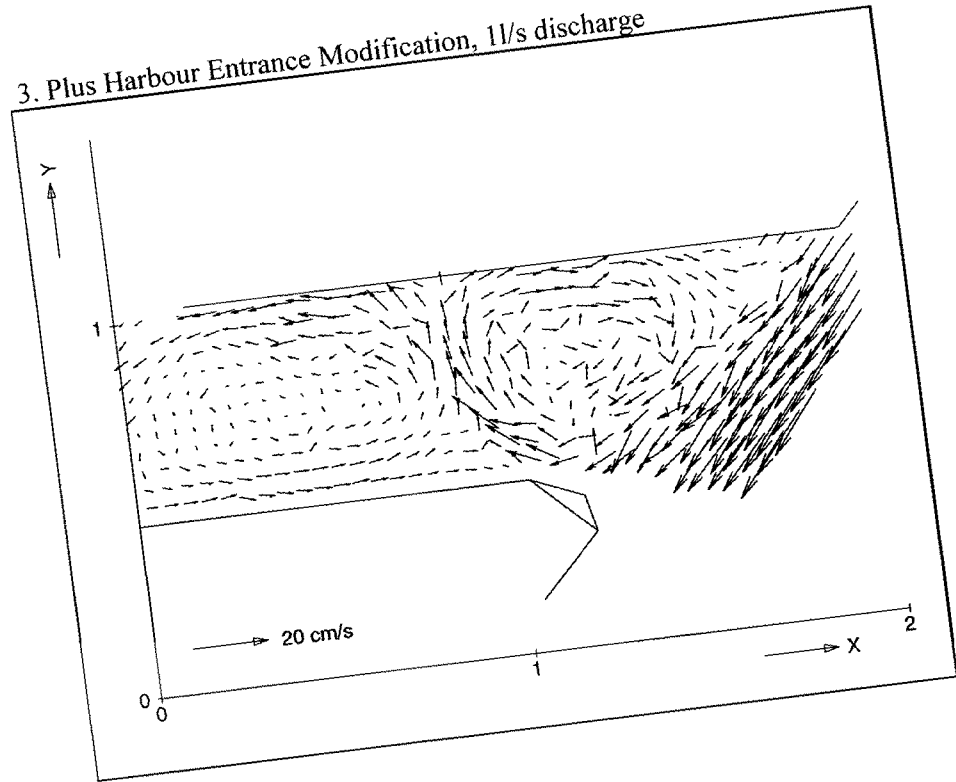 3. Plus Harbour Entrance Modification, 1l/s discharge
Y
1
0
0
1
2
20 cm/s
X